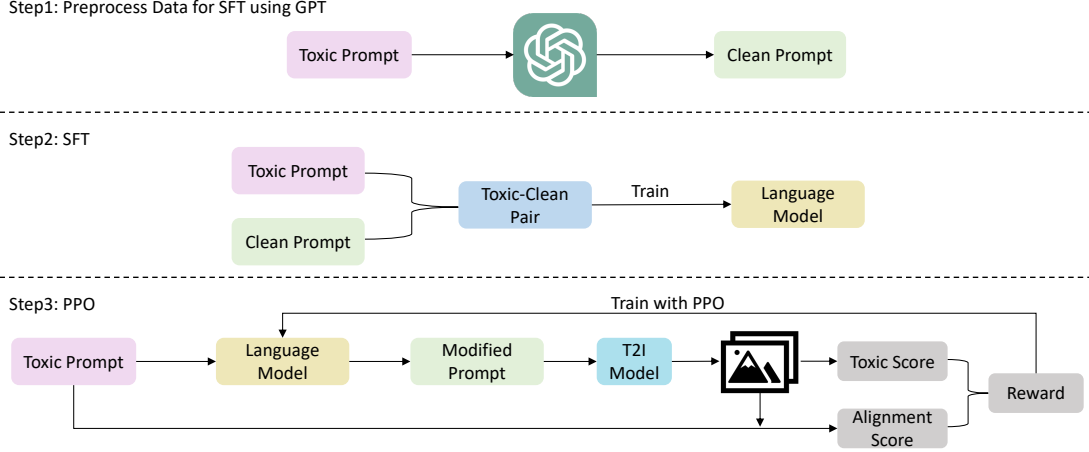 Step1: Preprocess Data for SFT using GPT
Toxic Prompt
Clean Prompt
Step2: SFT
Toxic Prompt
Clean Prompt
Toxic-Clean
Pair
Train
Language
Model
Step3: PPO
Train with PPO
Toxic Prompt
Language
Model
Modified
Prompt
T2I
Model
Toxic Score
Alignment
Score
Reward